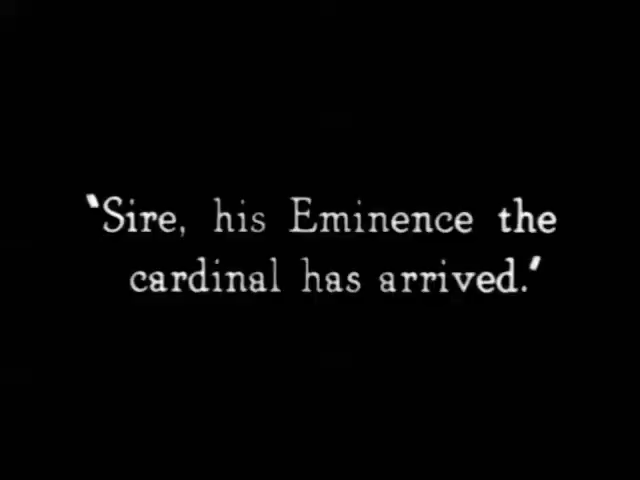 ‛Sire, his Eminence the
cardinal has arrived.'